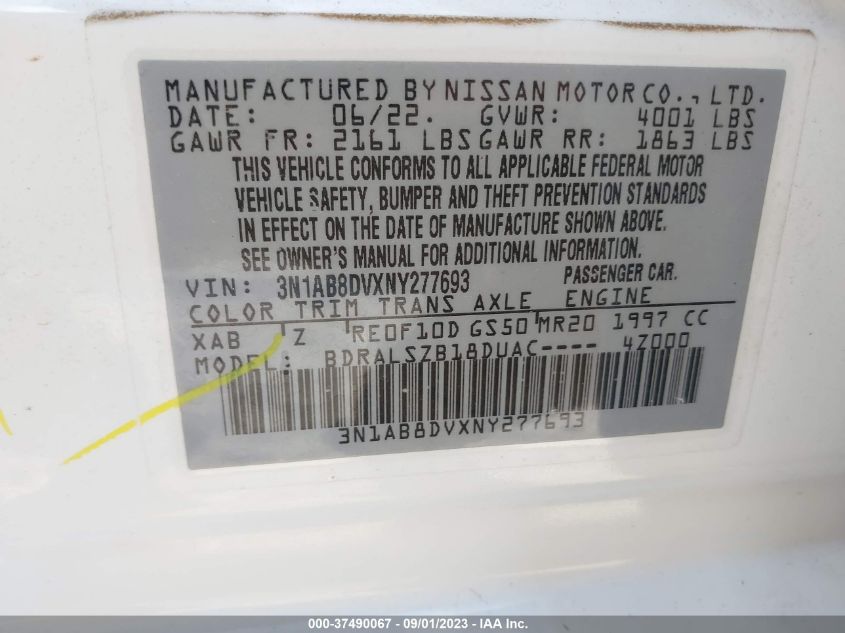 MANUFACTURED BY NISSAN MOTOR CO., LTD.
DATE: 06/22. GVWR: 4001 LBS
GAWR FR: 2161 LBS GAWR RR: 1863 LBS
THIS VEHICLE CONFORMS TO ALL APPLICABLE FEDERAL MOTOR
VEHICLE SAFETY, BUMPER AND THEFT PREVENTION STANDARDS
IN EFFECT ON THE DATE OF MANUFACTURE SHOWN ABOVE.
SEE OWNER'S MANUAL FOR ADDITIONAL INFORMATION.
VIN: 3N1AB8DVXNY277693 PASSENGER CAR.
COLOR TRIM TRANS AXLE ENGINE
XAB Z RE0F10D GS50 MR20 1997 CC
MODEL: BDRALSZB18DUAC---- 4Z000
3N1AB8DVXNY277693
000-37490067 - 09/01/2023 - IAA Inc.